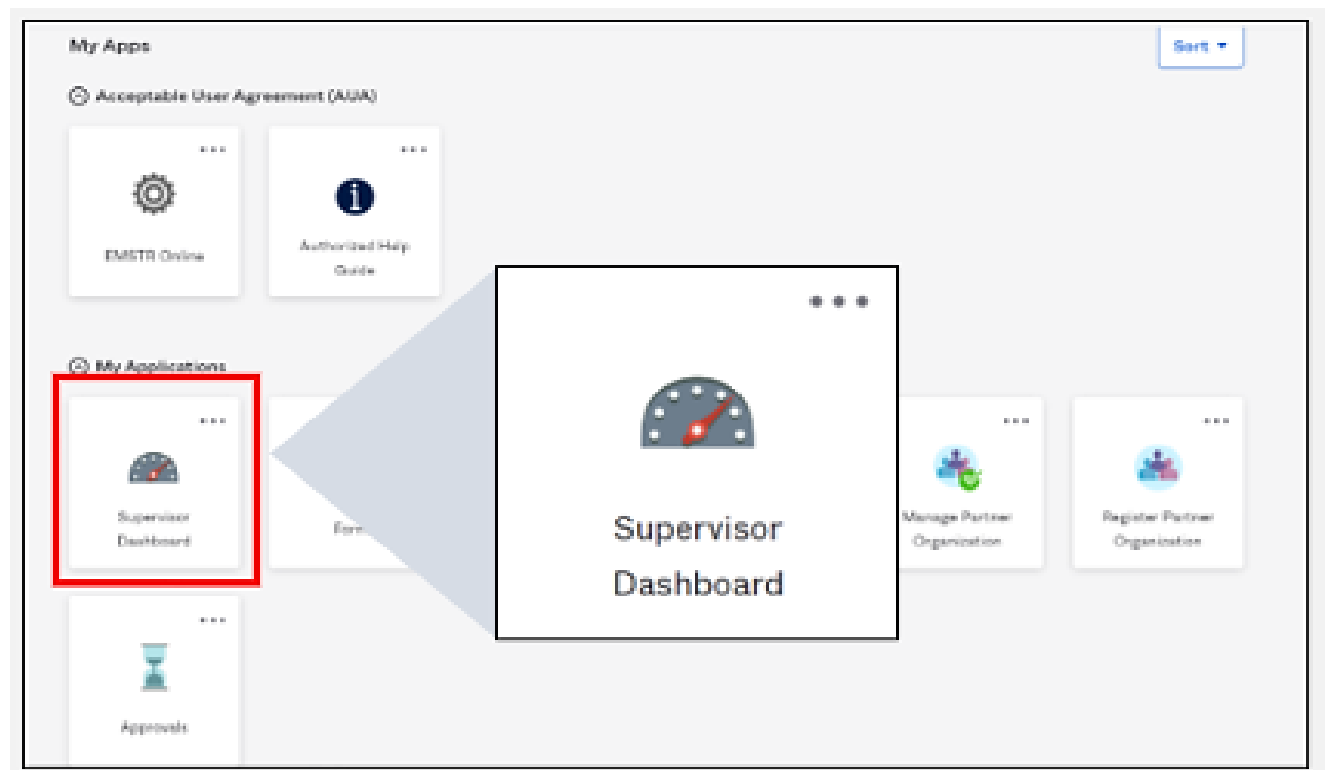 My Apps
Sort
Acceptable User Agreement (AUA)
EMSTR Online
Authorized Help
Guide
My Applications
Supervisor
Dashboard
Form
Supervisor
Dashboard
Manage Partner
Organization
Register Partner
Organization
Approvals